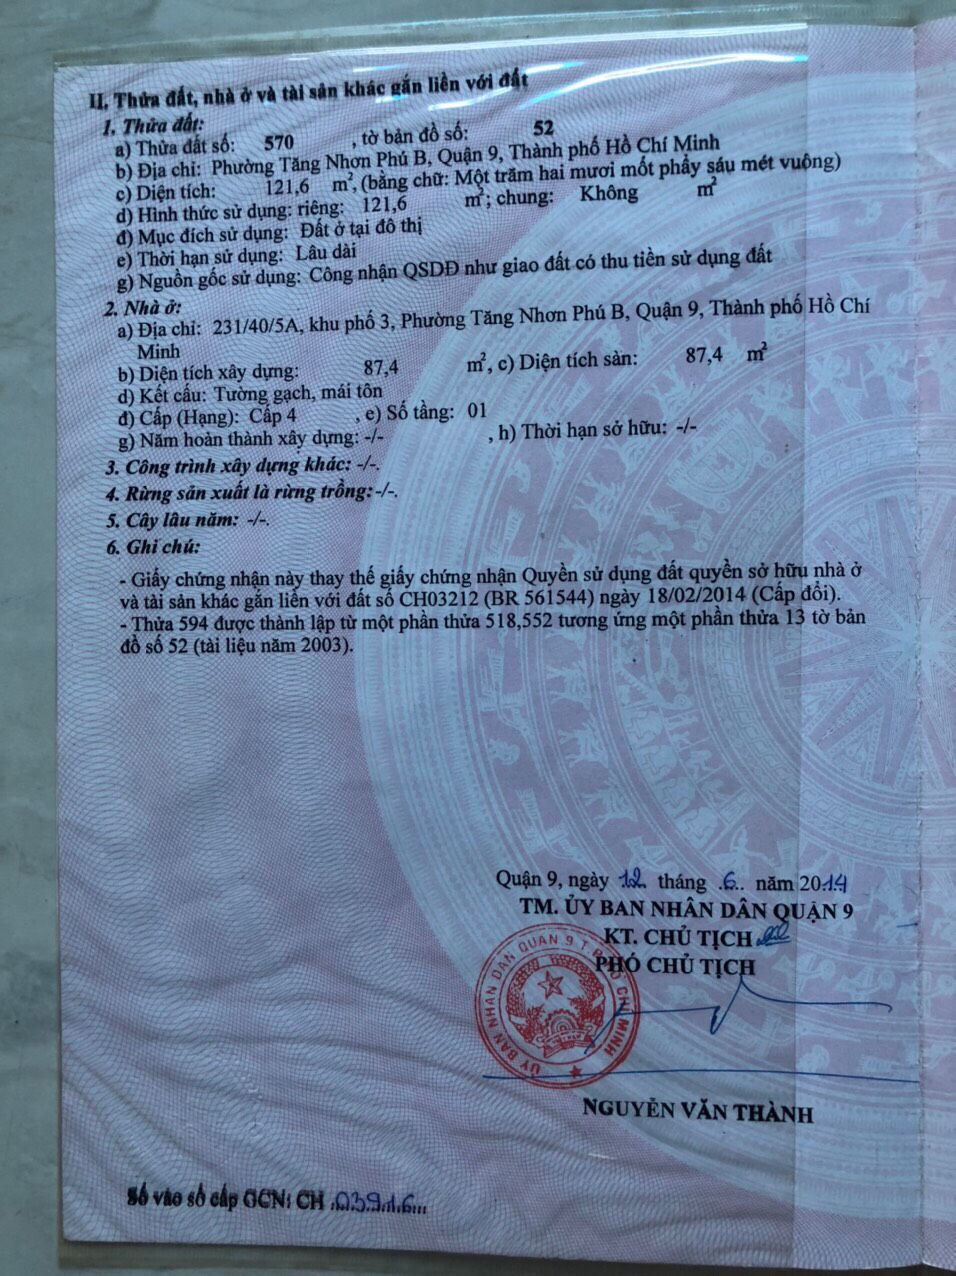 II. Thửa đất, nhà ở và tài sản khác gắn liền với đất
1. Thửa đất:
a) Thửa đất số: 570 , tờ bản đồ số: 52
b) Địa chỉ: Phường Tăng Nhơn Phú B, Quận 9, Thành phố Hồ Chí Minh
c) Diện tích: 121,6 m², (bằng chữ: Một trăm hai mươi mốt phẩy sáu mét vuông)
d) Hình thức sử dụng: riêng: 121,6 m²; chung: Không m²
đ) Mục đích sử dụng: Đất ở tại đô thị
e) Thời hạn sử dụng: Lâu dài
g) Nguồn gốc sử dụng: Công nhận QSDĐ như giao đất có thu tiền sử dụng đất
2. Nhà ở:
a) Địa chỉ: 231/40/5A, khu phố 3, Phường Tăng Nhơn Phú B, Quận 9, Thành phố Hồ Chí
Minh
b) Diện tích xây dựng: 87,4 m², c) Diện tích sàn: 87,4 m²
d) Kết cấu: Tường gạch, mái tôn
đ) Cấp (Hạng): Cấp 4 , e) Số tầng: 01
g) Năm hoàn thành xây dựng: -/- , h) Thời hạn sở hữu: -/-
3. Công trình xây dựng khác: -/-.
4. Rừng sản xuất là rừng trồng: -/-.
5. Cây lâu năm: -/-.
6. Ghi chú:
- Giấy chứng nhận này thay thế giấy chứng nhận Quyền sử dụng đất quyền sở hữu nhà ở
và tài sản khác gắn liền với đất số CH03212 (BR 561544) ngày 18/02/2014 (Cấp đổi).
- Thửa 594 được thành lập từ một phần thửa 518,552 tương ứng một phần thửa 13 tờ bản
đồ số 52 (tài liệu năm 2003).
Quận 9, ngày 12 tháng .6.. năm 2014
TM. ỦY BAN NHÂN DÂN QUẬN 9
KT. CHỦ TỊCH
PHÓ CHỦ TỊCH
ỦY BAN NHÂN DÂN QUẬN 9 T.P HỒ CHÍ MINH
NGUYỄN VĂN THÀNH
Số vào sổ cấp GCN: CH .03916...